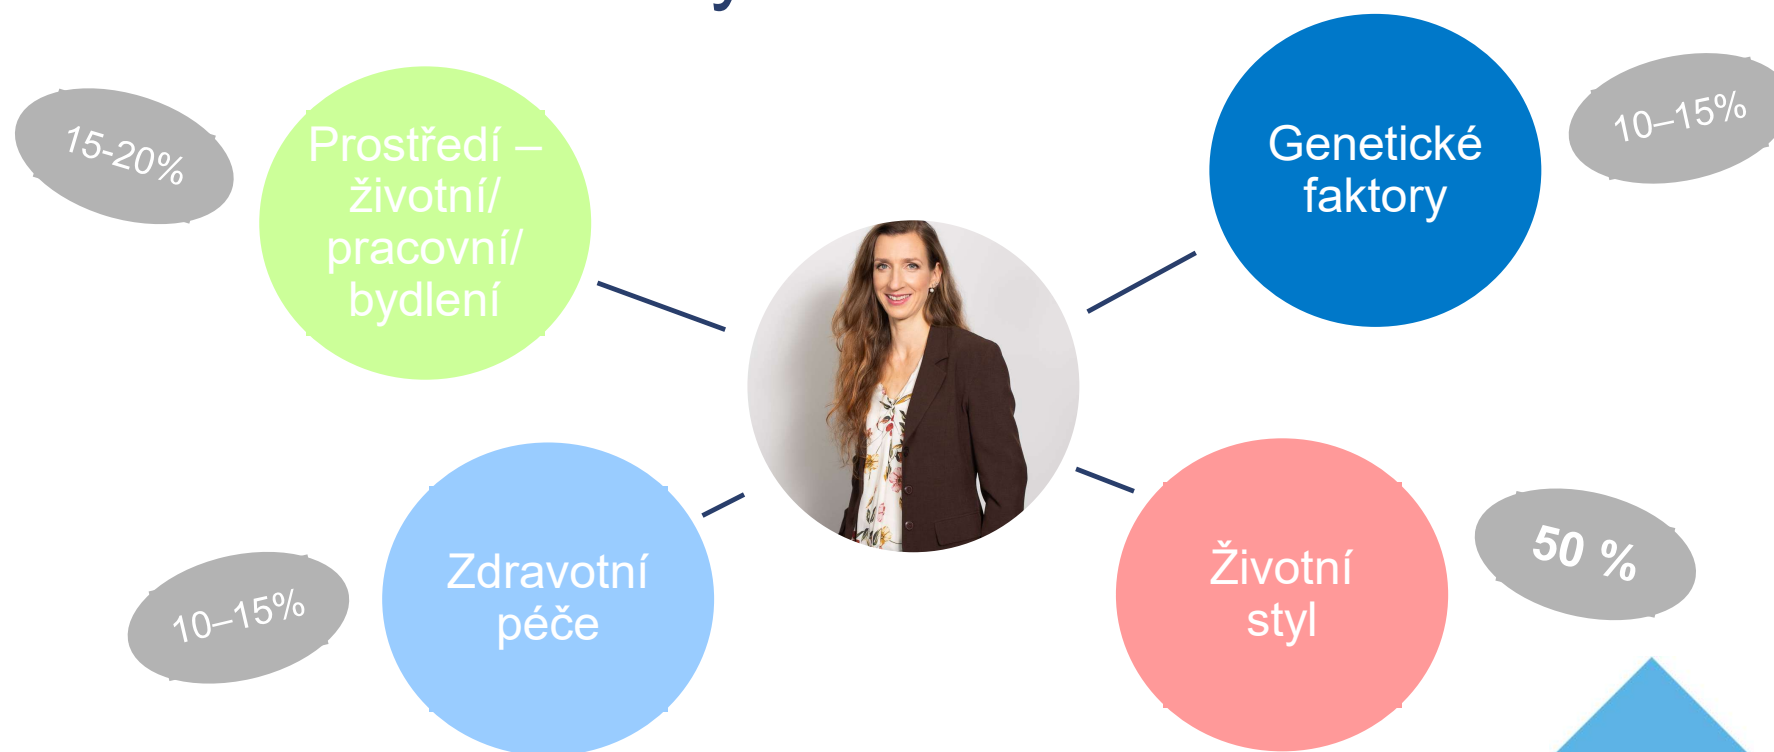 15-20%
Prostředí –
životní/
pracovní/
bydlení
Genetické
faktory
10–15%
10–15%
Zdravotní
péče
Životní
styl
50 %